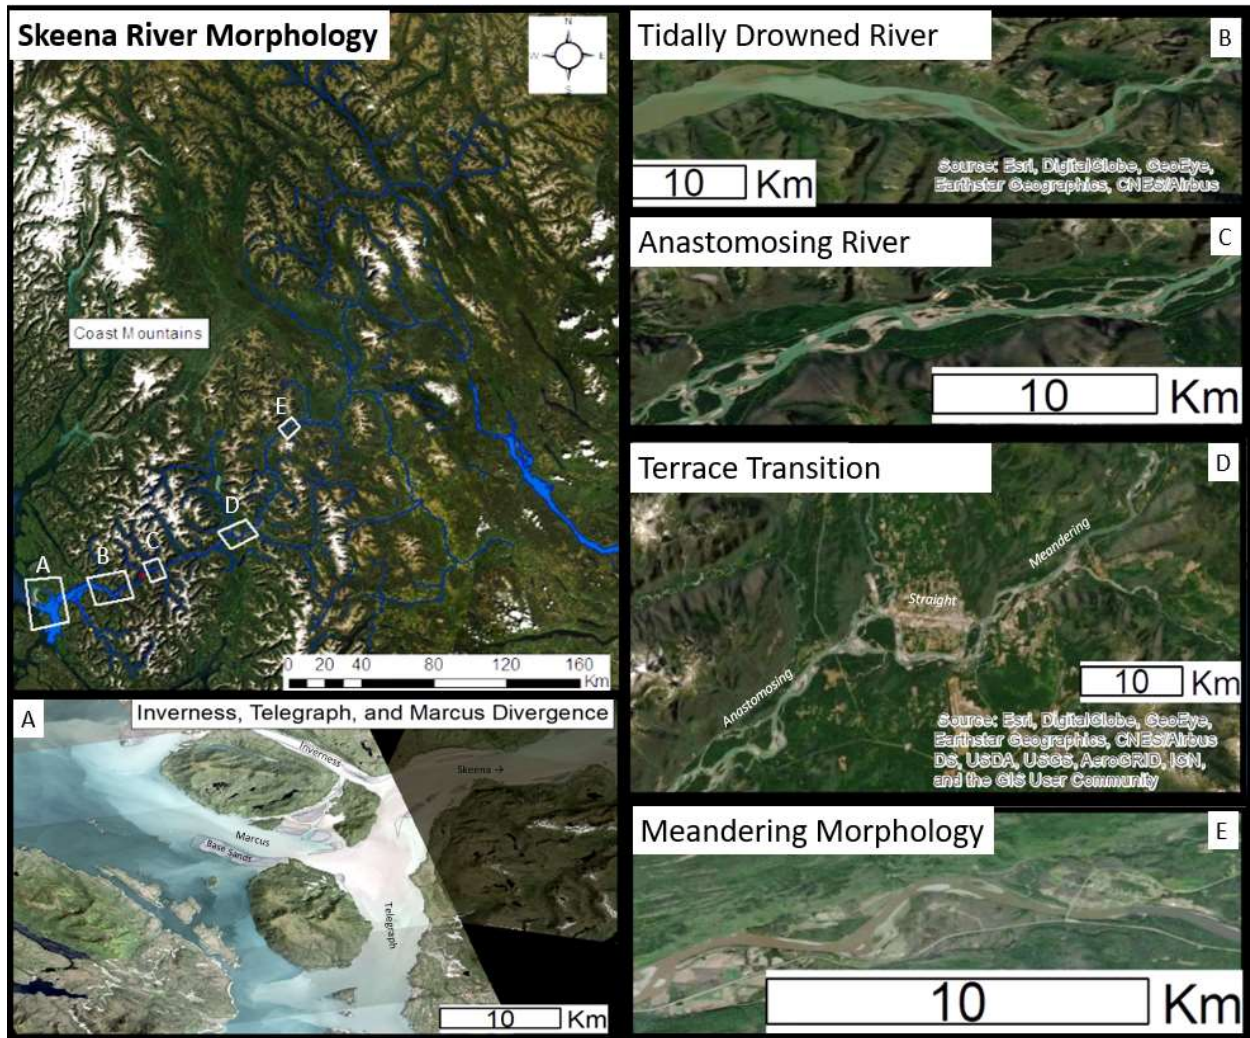 Skeena River Morphology
N
W
E
S
Coast Mountains
E
D
C
B
A
0 20 40 80 120 160
Km
A
Inverness, Telegraph, and Marcus Divergence
Inverness
Skeena →
Marcus
Base Sands
Telegraph
10 Km
Tidally Drowned River
B
Source: Esri, DigitalGlobe, GeoEye,
Earthstar Geographics, CNES/Airbus
10 Km
Anastomosing River
C
10 Km
Terrace Transition
D
Meandering
Straight
Anastomosing
10 Km
Source: Esri, DigitalGlobe, GeoEye,
Earthstar Geographics, CNES/Airbus
DS, USDA, USGS, AeroGRID, IGN,
and the GIS User Community
Meandering Morphology
E
10 Km